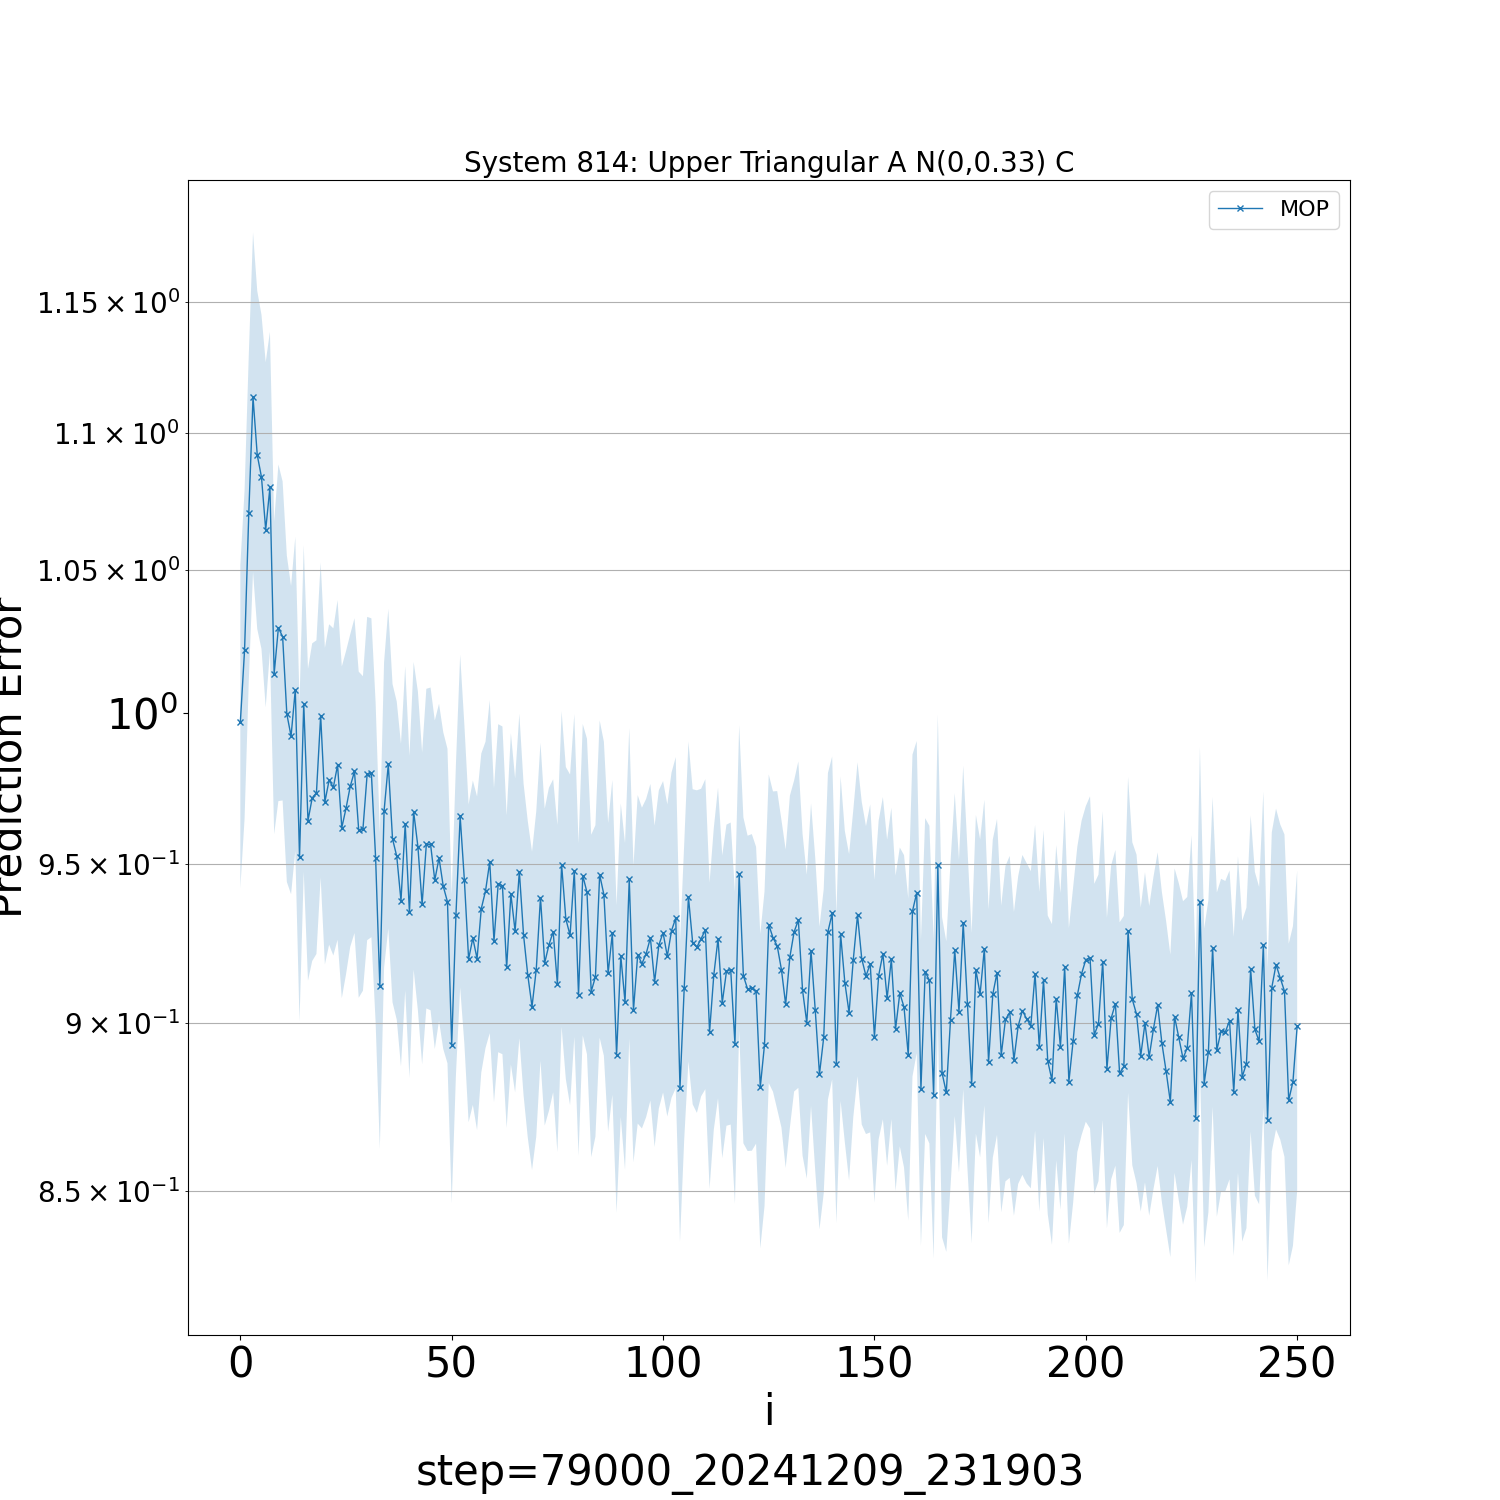 System 814: Upper Triangular A N(0,0.33) C
MOP
1.15 × 10⁰
1.1 × 10⁰
1.05 × 10⁰
10⁰
9.5 × 10⁻¹
9 × 10⁻¹
8.5 × 10⁻¹
Prediction Error
0 50 100 150 200 250
i
step=79000_20241209_231903